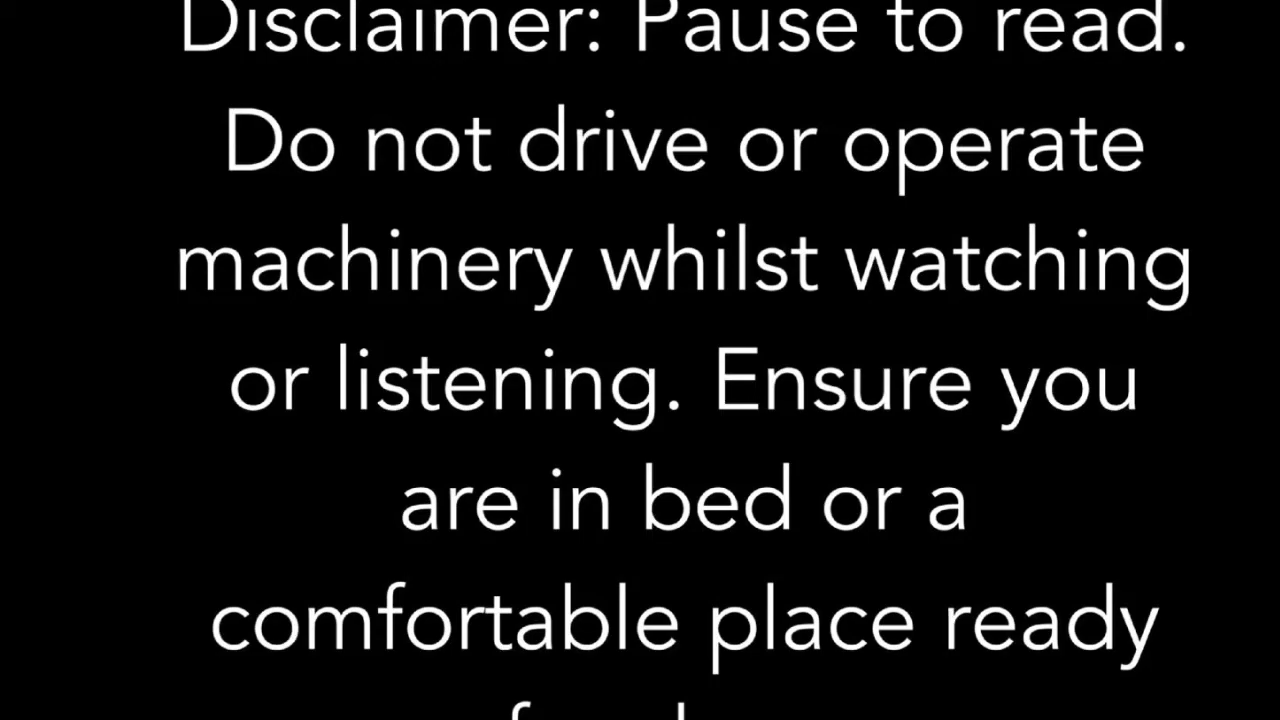 Disclaimer: Pause to read.
Do not drive or operate
machinery whilst watching
or listening. Ensure you
are in bed or a
comfortable place ready